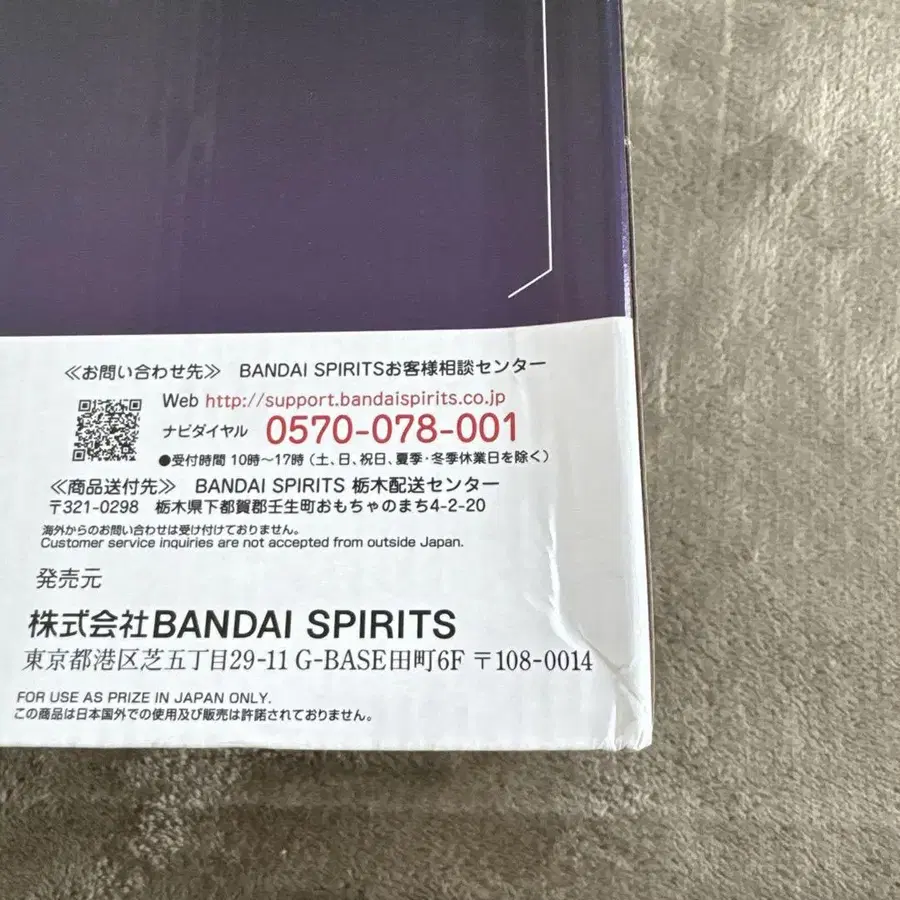 ≪お問い合わせ先≫ BANDAI SPIRITSお客様相談センター
Web http://support.bandaispirits.co.jp
ナビダイヤル 0570-078-001
●受付時間 10時～17時（土、日、祝日、夏季・冬季休業日を除く）
≪商品送付先≫ BANDAI SPIRITS 栃木配送センター
〒321-0298 栃木県下都賀郡壬生町おもちゃのまち4-2-20
海外からのお問い合わせは受け付けておりません。
Customer service inquiries are not accepted from outside Japan.
発売元
株式会社BANDAI SPIRITS
東京都港区芝五丁目29-11 G-BASE田町6F 〒108-0014
FOR USE AS PRIZE IN JAPAN ONLY.
この商品は日本国外での使用及び販売は許諾されておりません。